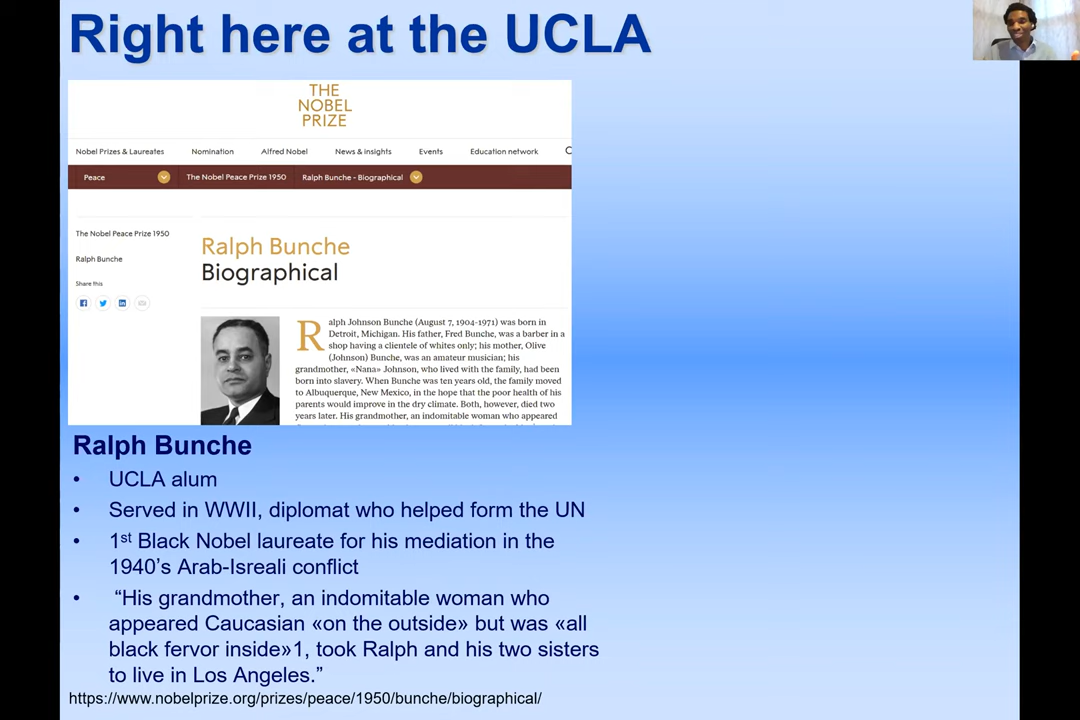 Right here at the UCLA
THE
NOBEL
PRIZE
Nobel Prizes & Laureates Nomination Alfred Nobel News & insights Events Education network
Peace The Nobel Peace Prize 1950 Ralph Bunche - Biographical
The Nobel Peace Prize 1950
Ralph Bunche
Share this
Ralph Bunche
Biographical
Ralph Johnson Bunche (August 7, 1904-1971) was born in
Detroit, Michigan. His father, Fred Bunche, was a barber in a
shop having a clientele of whites only; his mother, Olive
(Johnson) Bunche, was an amateur musician; his
grandmother, «Nana» Johnson, who lived with the family, had been
born into slavery. When Bunche was ten years old, the family moved
to Albuquerque, New Mexico, in the hope that the poor health of his
parents would improve in the dry climate. Both, however, died two
years later. His grandmother, an indomitable woman who appeared
Ralph Bunche
• UCLA alum
• Served in WWII, diplomat who helped form the UN
• 1st Black Nobel laureate for his mediation in the
1940's Arab-Isreali conflict
• “His grandmother, an indomitable woman who
appeared Caucasian «on the outside» but was «all
black fervor inside»1, took Ralph and his two sisters
to live in Los Angeles.”
https://www.nobelprize.org/prizes/peace/1950/bunche/biographical/